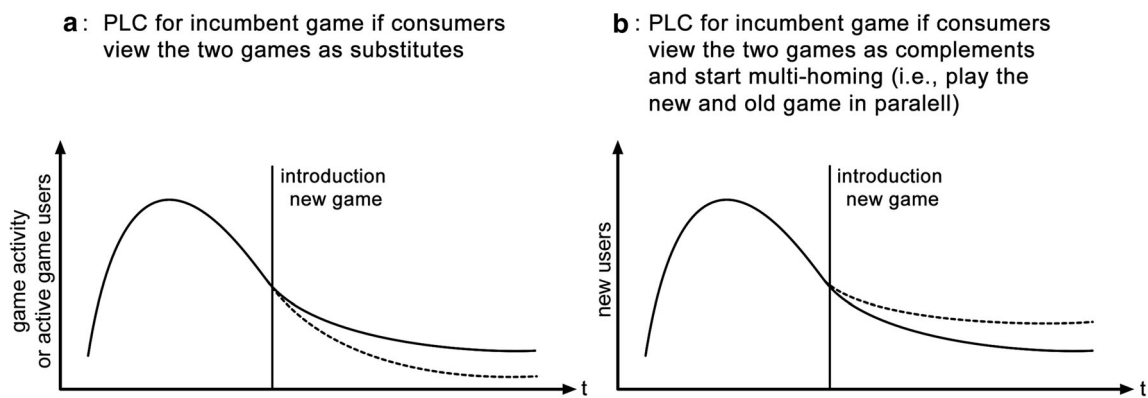 a: PLC for incumbent game if consumers
view the two games as substitutes
game activity
or active game users
introduction
new game
t
b: PLC for incumbent game if consumers
view the two games as complements
and start multi-homing (i.e., play the
new and old game in paralell)
new users
introduction
new game
t